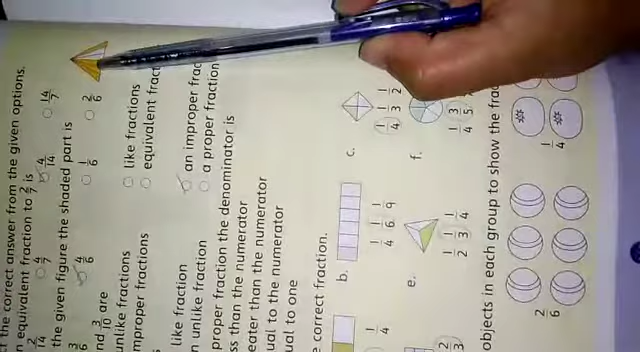 the correct answer from the given options.
n equivalent fraction to 2/7 is
2/14 4/7 4/14 14/7
the given figure the shaded part is
3/6 4/6 1/6 2/6
nd 3/10 are
unlike fractions like fractions
mproper fractions equivalent fract
like fraction an improper frac
n unlike fraction a proper fraction
proper fraction the denominator is
ss than the numerator
eater than the numerator
ual to the numerator
ual to one
e correct fraction.
b. c.
1/4 1/4 1/6 1/9 1/4 1/3 1/2
e. f.
2/3 1/2 1/3 1/4 1/4 3/5
objects in each group to show the frac
2/6 1/4